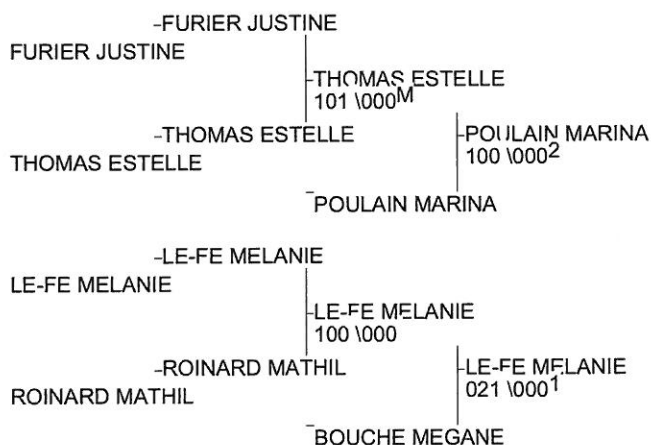 -FURIER JUSTINE
FURIER JUSTINE
-THOMAS ESTELLE
101 \000M
-THOMAS ESTELLE
-POULAIN MARINA
100 \0002
THOMAS ESTELLE
-POULAIN MARINA
-LE-FE MELANIE
LE-FE MELANIE
-LE-FE MELANIE
100 \000
-ROINARD MATHIL
-LE-FE MELANIE
021 \0001
ROINARD MATHIL
-BOUCHE MEGANE